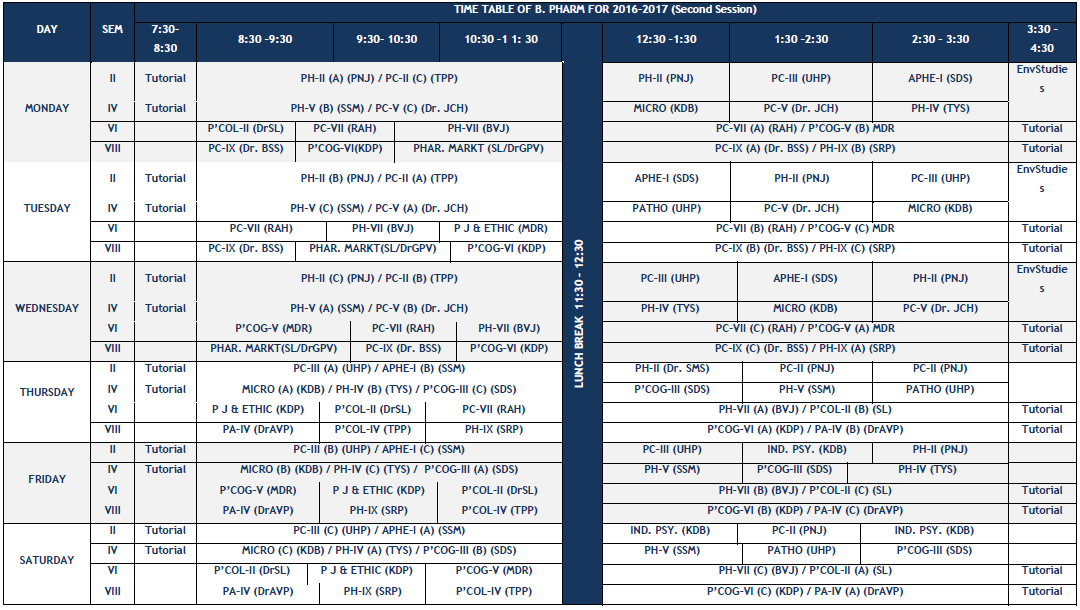 TIME TABLE OF B. PHARM FOR 2016-2017 (Second Session)
DAY SEM 7:30-8:30 8:30 -9:30 9:30- 10:30 10:30 -1 1: 30 12:30 -1:30 1:30 -2:30 2:30 - 3:30 3:30 - 4:30
LUNCH BREAK 11:30 - 12:30
MONDAY
II Tutorial PH-II (A) (PNJ) / PC-II (C) (TPP) PH-II (PNJ) PC-III (UHP) APHE-I (SDS) EnvStudies
IV Tutorial PH-V (B) (SSM) / PC-V (C) (Dr. JCH) MICRO (KDB) PC-V (Dr. JCH) PH-IV (TYS)
VI P'COL-II (DrSL) PC-VII (RAH) PH-VII (BVJ) PC-VII (A) (RAH) / P'COG-V (B) MDR Tutorial
VIII PC-IX (Dr. BSS) P'COG-VI(KDP) PHAR. MARKT (SL/DrGPV) PC-IX (A) (Dr. BSS) / PH-IX (B) (SRP) Tutorial
TUESDAY
II Tutorial PH-II (B) (PNJ) / PC-II (A) (TPP) APHE-I (SDS) PH-II (PNJ) PC-III (UHP) EnvStudies
IV Tutorial PH-V (C) (SSM) / PC-V (A) (Dr. JCH) PATHO (UHP) PC-V (Dr. JCH) MICRO (KDB)
VI PC-VII (RAH) PH-VII (BVJ) P J & ETHIC (MDR) PC-VII (B) (RAH) / P'COG-V (C) MDR Tutorial
VIII PC-IX (Dr. BSS) PHAR. MARKT(SL/DrGPV) P'COG-VI (KDP) PC-IX (B) (Dr. BSS) / PH-IX (C) (SRP) Tutorial
WEDNESDAY
II Tutorial PH-II (C) (PNJ) / PC-II (B) (TPP) PC-III (UHP) APHE-I (SDS) PH-II (PNJ) EnvStudies
IV Tutorial PH-V (A) (SSM) / PC-V (B) (Dr. JCH) PH-IV (TYS) MICRO (KDB) PC-V (Dr. JCH)
VI P'COG-V (MDR) PC-VII (RAH) PH-VII (BVJ) PC-VII (C) (RAH) / P'COG-V (A) MDR Tutorial
VIII PHAR. MARKT(SL/DrGPV) PC-IX (Dr. BSS) P'COG-VI (KDP) PC-IX (C) (Dr. BSS) / PH-IX (A) (SRP) Tutorial
THURSDAY
II Tutorial PC-III (A) (UHP) / APHE-I (B) (SSM) PH-II (Dr. SMS) PC-II (PNJ) PC-II (PNJ)
IV Tutorial MICRO (A) (KDB) / PH-IV (B) (TYS) / P'COG-III (C) (SDS) P'COG-III (SDS) PH-V (SSM) PATHO (UHP)
VI P J & ETHIC (KDP) P'COL-II (DrSL) PC-VII (RAH) PH-VII (A) (BVJ) / P'COL-II (B) (SL) Tutorial
VIII PA-IV (DrAVP) P'COL-IV (TPP) PH-IX (SRP) P'COG-VI (A) (KDP) / PA-IV (B) (DrAVP) Tutorial
FRIDAY
II Tutorial PC-III (B) (UHP) / APHE-I (C) (SSM) PC-III (UHP) IND. PSY. (KDB) PH-II (PNJ)
IV Tutorial MICRO (B) (KDB) / PH-IV (C) (TYS) / P'COG-III (A) (SDS) PH-V (SSM) P'COG-III (SDS) PH-IV (TYS)
VI P'COG-V (MDR) P J & ETHIC (KDP) P'COL-II (DrSL) PH-VII (B) (BVJ) / P'COL-II (C) (SL) Tutorial
VIII PA-IV (DrAVP) PH-IX (SRP) P'COL-IV (TPP) P'COG-VI (B) (KDP) / PA-IV (C) (DrAVP) Tutorial
SATURDAY
II Tutorial PC-III (C) (UHP) / APHE-I (A) (SSM) IND. PSY. (KDB) PC-II (PNJ) IND. PSY. (KDB)
IV Tutorial MICRO (C) (KDB) / PH-IV (A) (TYS) / P'COG-III (B) (SDS) PH-V (SSM) PATHO (UHP) P'COG-III (SDS)
VI P'COL-II (DrSL) P J & ETHIC (KDP) P'COG-V (MDR) PH-VII (C) (BVJ) / P'COL-II (A) (SL) Tutorial
VIII PA-IV (DrAVP) PH-IX (SRP) P'COL-IV (TPP) P'COG-VI (C) (KDP) / PA-IV (A) (DrAVP) Tutorial